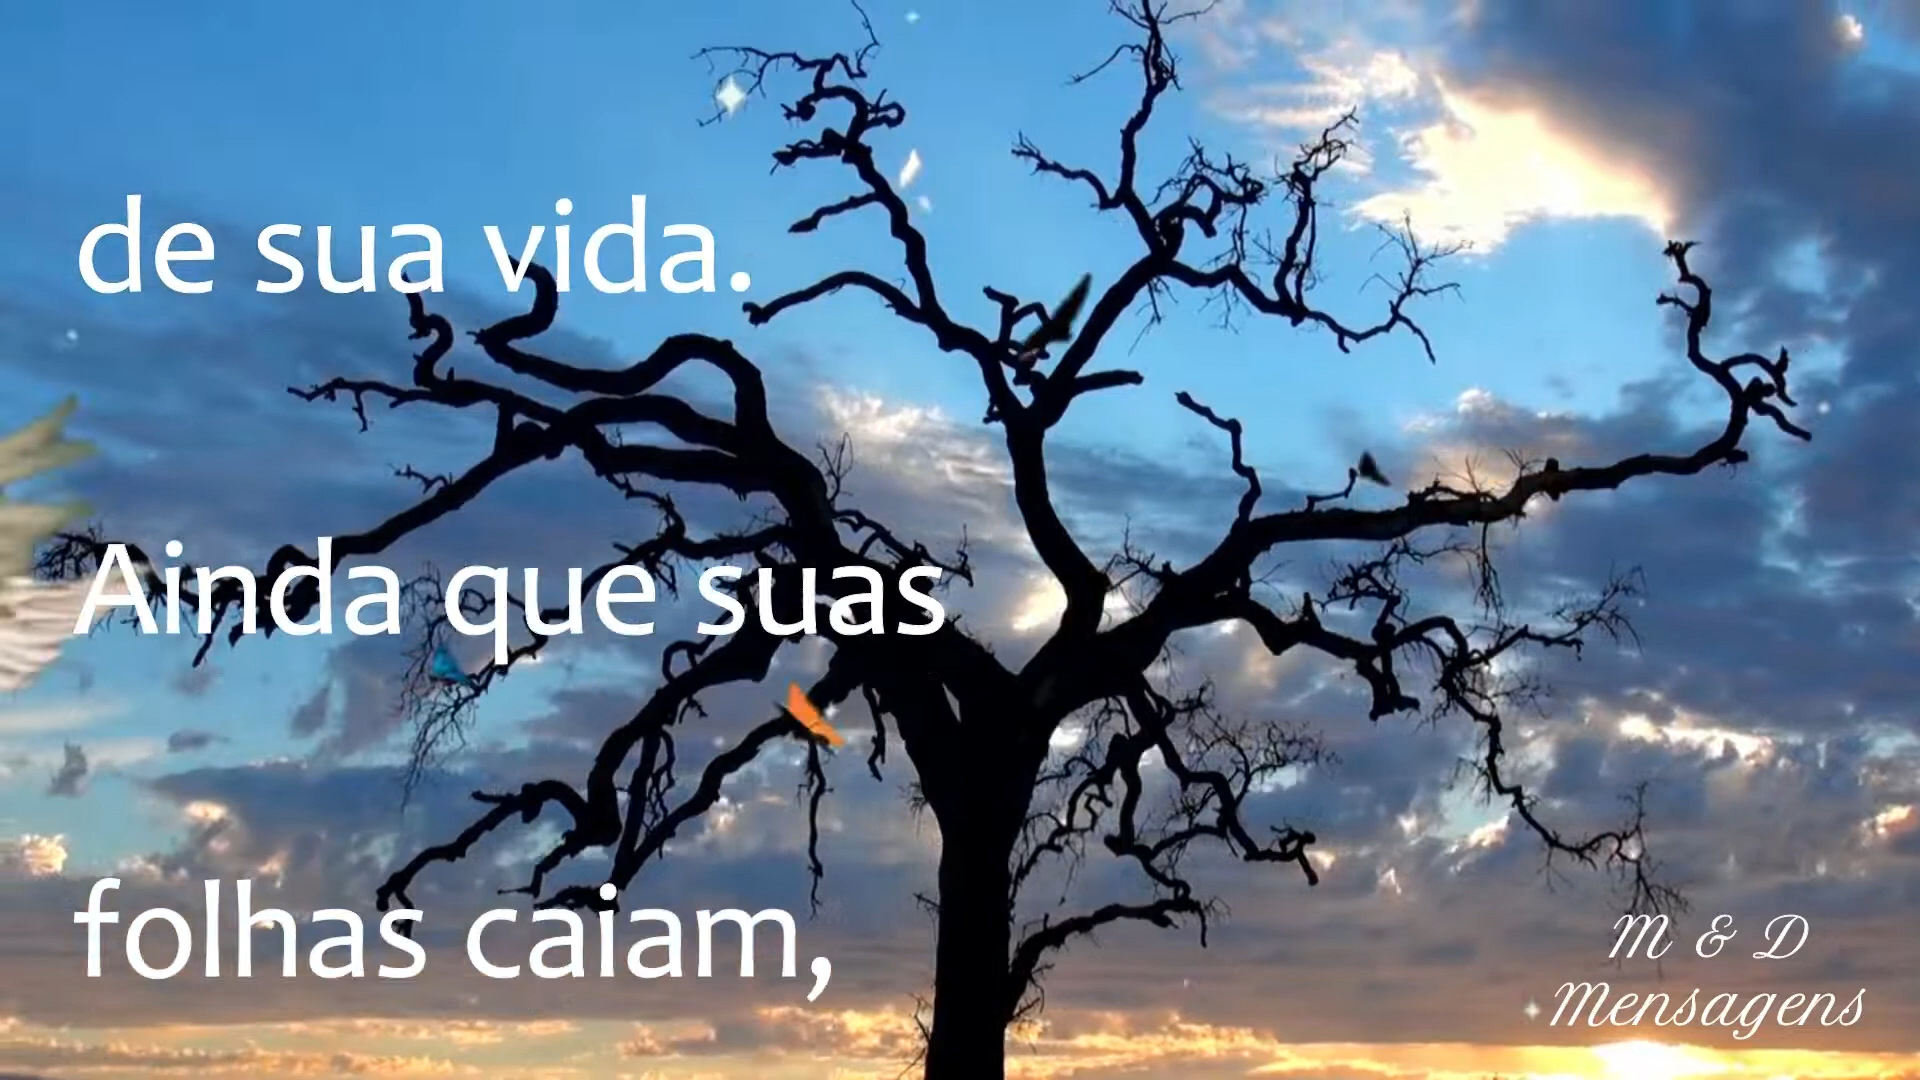 de sua vida.
Ainda que suas
folhas caiam,
M & D
Mensagens